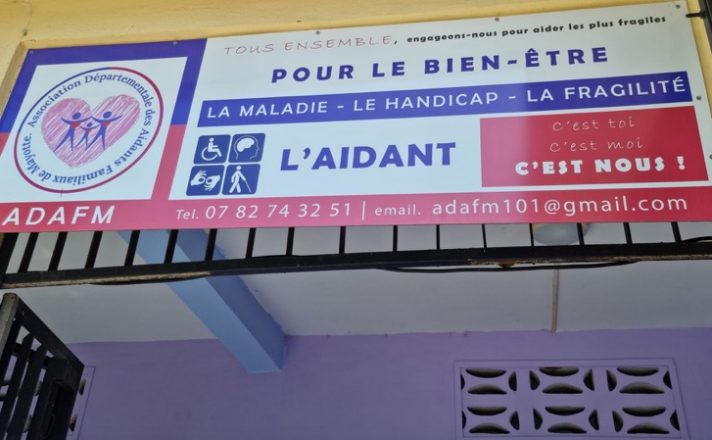 Association Départementale des Aidants Familiaux de Mayotte.
ADAFM
TOUS ENSEMBLE, engageons-nous pour aider les plus fragiles
POUR LE BIEN-ÊTRE
LA MALADIE - LE HANDICAP - LA FRAGILITÉ
L'AIDANT
C'est toi
C'est moi
C'EST NOUS !
Tel. 07 82 74 32 51 | email. adafm101@gmail.com